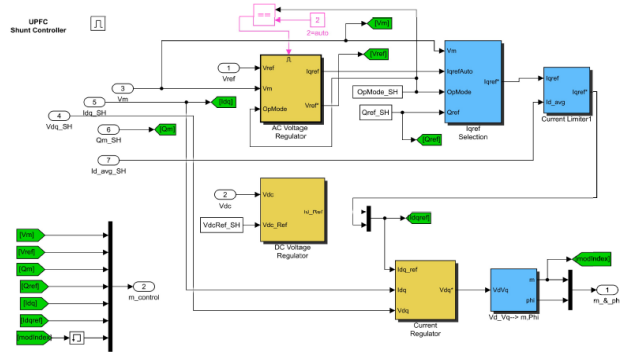 UPFC
Shunt Controller
==
2
2=auto
[Vm]
1
Vref
Vref
Iqref
[Vref]
Vm
Iqref*
3
Vm
Vm
IqrefAuto
Iqref
5
Idq_SH
[Idq]
OpMode
Vref*
OpMode_SH
OpMode
Iqref*
4
Vdq_SH
Qref_SH
Qref
Id_avg
6
Qm_SH
[Qm]
AC Voltage
Regulator
[Qref]
Iqref
Selection
Current Limiter1
7
Id_avg_SH
2
Vdc
Vdc
Id_Ref
VdcRef_SH
Vdc_Ref
DC Voltage
Regulator
[Idqref]
[Vm]
[Vref]
[Qm]
[Qref]
[Idq]
[Idqref]
[modIndex]
2
m_control
Idq_ref
Idq
Vdq
Vdq*
Current
Regulator
VdVq
m
phi
Vd_Vq--> m,Phi
[modIndex]
1
m_&_ph